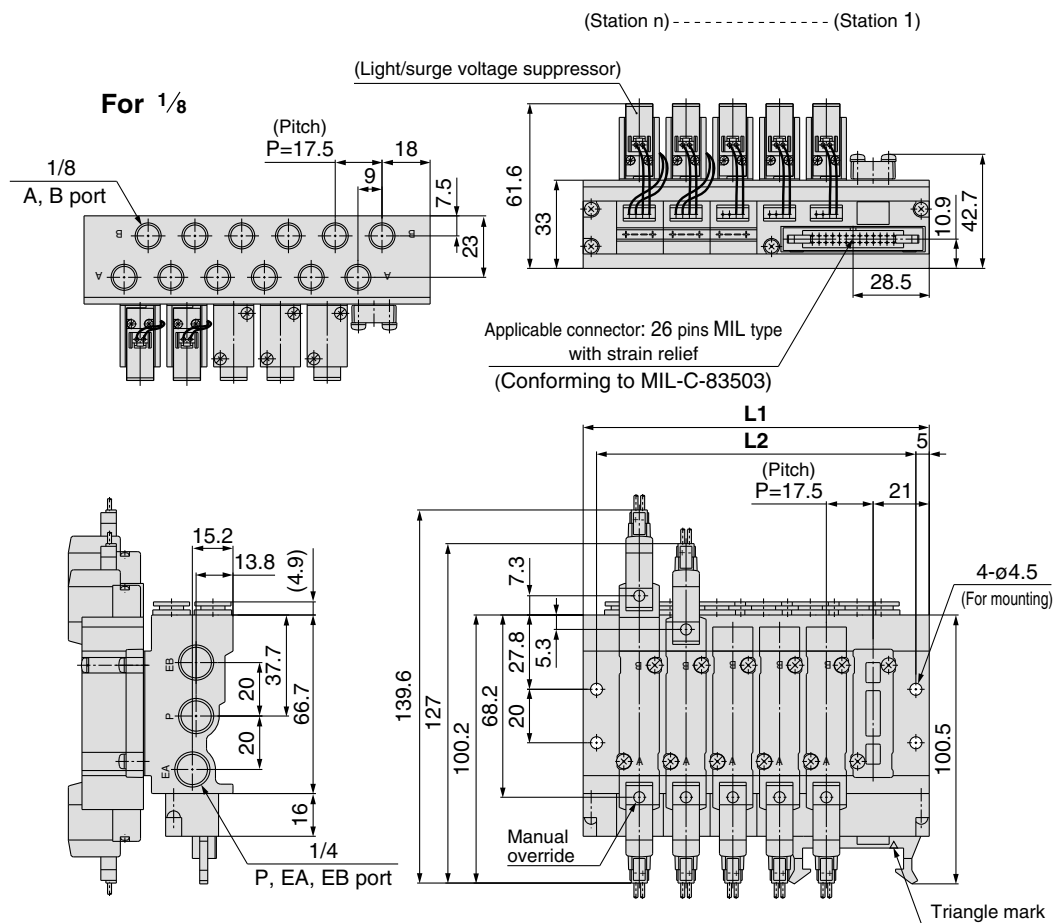 (Station n) (Station 1)
(Light/surge voltage suppressor)
For 1/8
(Pitch)
P=17.5
18
9
7.5
23
1/8
A, B port
B
B
A
A
61.6
33
10.9
42.7
28.5
Applicable connector: 26 pins MIL type
with strain relief
(Conforming to MIL-C-83503)
L1
L2
5
(Pitch)
P=17.5
21
15.2
13.8
(4.9)
37.7
66.7
20
20
16
EB
P
EA
1/4
P, EA, EB port
139.6
127
100.2
68.2
27.8
20
7.3
5.3
4-ø4.5
(For mounting)
100.5
B B B B B
A A A A A
Manual
override
Triangle mark